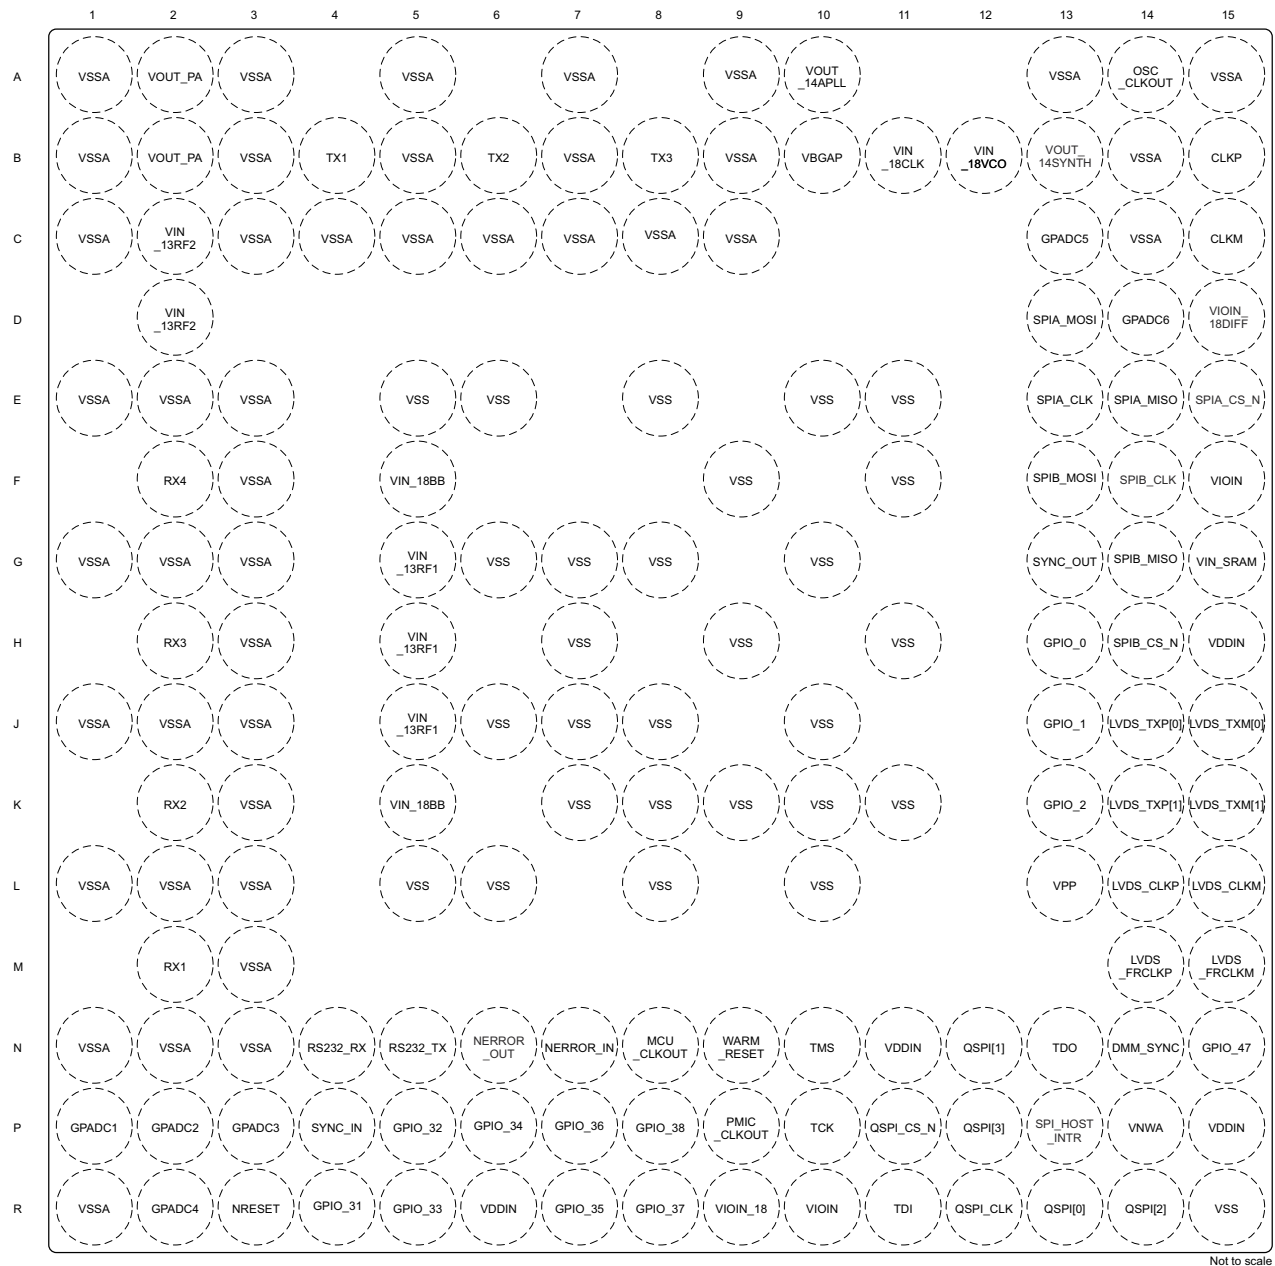 1 2 3 4 5 6 7 8 9 10 11 12 13 14 15
A VSSA VOUT_PA VSSA VSSA VSSA VSSA VOUT _14APLL VSSA OSC _CLKOUT VSSA
B VSSA VOUT_PA VSSA TX1 VSSA TX2 VSSA TX3 VSSA VBGAP VIN _18CLK VIN _18VCO VOUT_ 14SYNTH VSSA CLKP
C VSSA VIN _13RF2 VSSA VSSA VSSA VSSA VSSA VSSA VSSA GPADC5 VSSA CLKM
D VIN _13RF2 SPIA_MOSI GPADC6 VIOIN_ 18DIFF
E VSSA VSSA VSSA VSS VSS VSS VSS VSS SPIA_CLK SPIA_MISO SPIA_CS_N
F RX4 VSSA VIN_18BB VSS VSS SPIB_MOSI SPIB_CLK VIOIN
G VSSA VSSA VSSA VIN _13RF1 VSS VSS VSS VSS SYNC_OUT SPIB_MISO VIN_SRAM
H RX3 VSSA VIN _13RF1 VSS VSS VSS GPIO_0 SPIB_CS_N VDDIN
J VSSA VSSA VSSA VIN _13RF1 VSS VSS VSS VSS GPIO_1 LVDS_TXP[0] LVDS_TXM[0]
K RX2 VSSA VIN_18BB VSS VSS VSS VSS VSS GPIO_2 LVDS_TXP[1] LVDS_TXM[1]
L VSSA VSSA VSSA VSS VSS VSS VSS VPP LVDS_CLKP LVDS_CLKM
M RX1 VSSA LVDS _FRCLKP LVDS _FRCLKM
N VSSA VSSA VSSA RS232_RX RS232_TX NERROR _OUT NERROR_IN MCU _CLKOUT WARM _RESET TMS VDDIN QSPI[1] TDO DMM_SYNC GPIO_47
P GPADC1 GPADC2 GPADC3 SYNC_IN GPIO_32 GPIO_34 GPIO_36 GPIO_38 PMIC _CLKOUT TCK QSPI_CS_N QSPI[3] SPI_HOST _INTR VNWA VDDIN
R VSSA GPADC4 NRESET GPIO_31 GPIO_33 VDDIN GPIO_35 GPIO_37 VIOIN_18 VIOIN TDI QSPI_CLK QSPI[0] QSPI[2] VSS
Not to scale